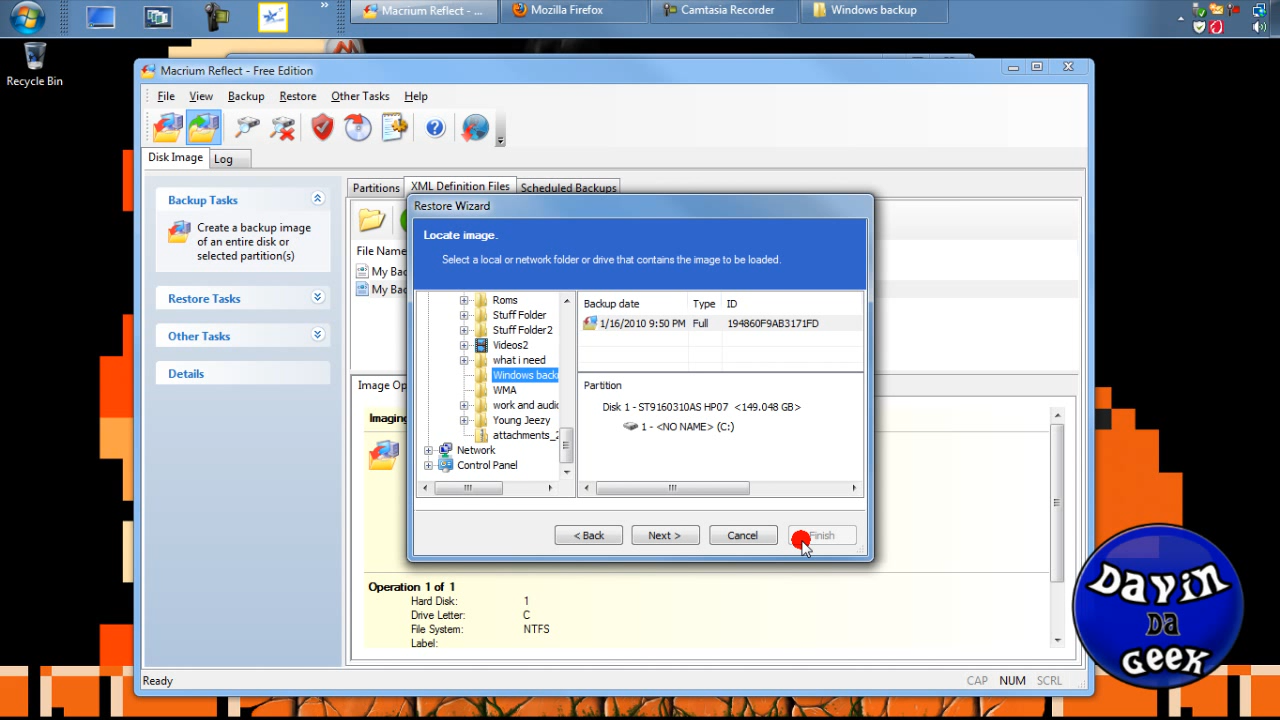 Macrium Reflect - ...
Mozilla Firefox
Camtasia Recorder
Windows backup
Recycle Bin
Macrium Reflect - Free Edition
File View Backup Restore Other Tasks Help
Disk Image Log
Backup Tasks
Create a backup image
of an entire disk or
selected partition(s)
Restore Tasks
Other Tasks
Details
Partitions XML Definition Files Scheduled Backups
File Name
My Bac
My Bac
Restore Wizard
Locate image.
Select a local or network folder or drive that contains the image to be loaded.
Roms
Stuff Folder
Stuff Folder2
Videos2
what i need
Windows back
WMA
work and audio
Young Jeezy
attachments_2
Network
Control Panel
Backup date Type ID
1/16/2010 9:50 PM Full 194860F9AB3171FD
Partition
Disk 1 - ST9160310AS HP07 <149.048 GB>
1 - <NO NAME> (C:)
< Back Next > Cancel Finish
Image Op
Imaging
Operation 1 of 1
Hard Disk: 1
Drive Letter: C
File System: NTFS
Label:
Ready
CAP NUM SCRL
Davin
Da
Geek